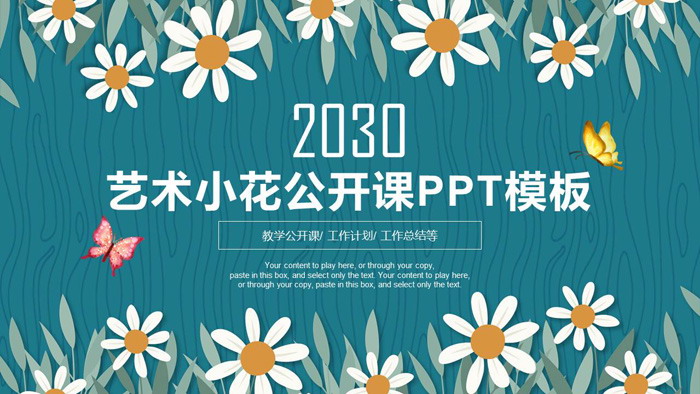 2030
艺术小花公开课PPT模板
教学公开课/ 工作计划/ 工作总结等
Your content to play here, or through your copy,
paste in this box, and select only the text. Your content to play here,
or through your copy, paste in this box, and select only the text.